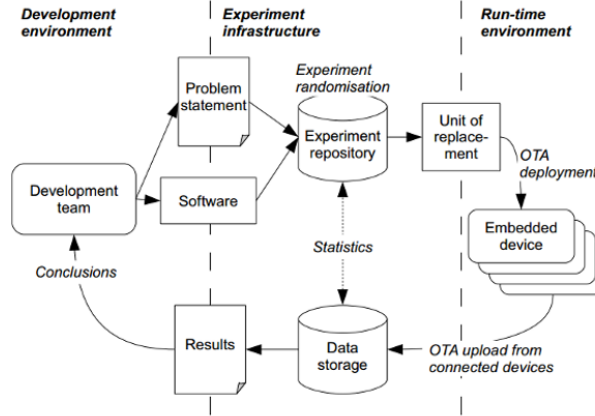 Development
environment
Experiment
infrastructure
Run-time
environment
Problem
statement
Experiment
randomisation
Experiment
repository
Unit of
replace-
ment
OTA
deployment
Development
team
Software
Embedded
device
Statistics
Conclusions
Results
Data
storage
OTA upload from
connected devices